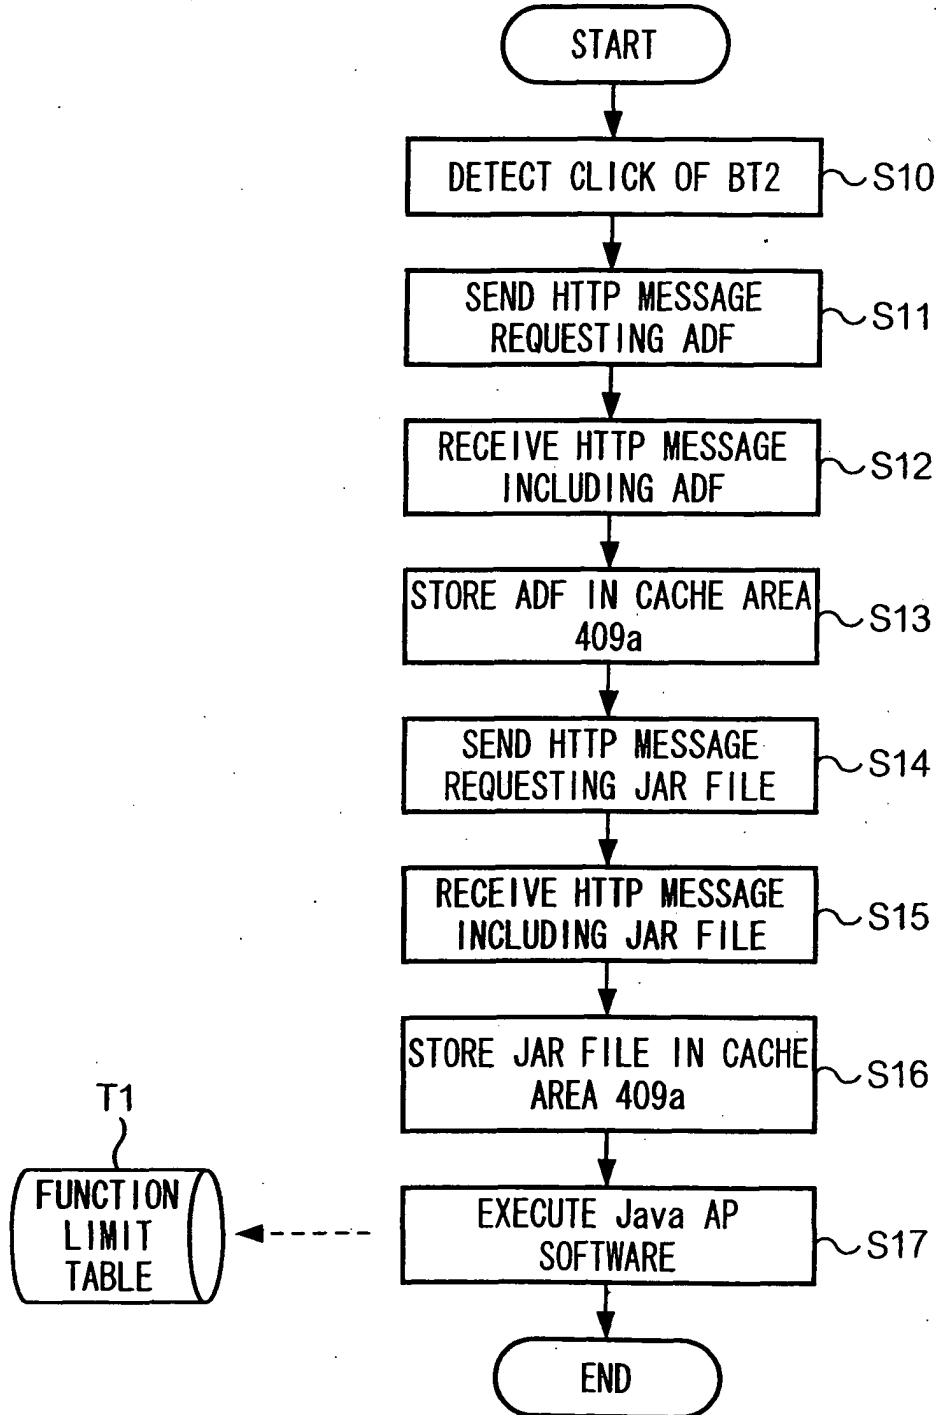 START
DETECT CLICK OF BT2
S10
SEND HTTP MESSAGE
REQUESTING ADF
S11
RECEIVE HTTP MESSAGE
INCLUDING ADF
S12
STORE ADF IN CACHE AREA
409a
S13
SEND HTTP MESSAGE
REQUESTING JAR FILE
S14
RECEIVE HTTP MESSAGE
INCLUDING JAR FILE
S15
STORE JAR FILE IN CACHE
AREA 409a
S16
T1
FUNCTION
LIMIT
TABLE
EXECUTE Java AP
SOFTWARE
S17
END